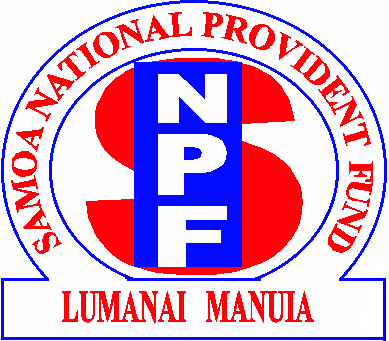 SAMOA NATIONAL PROVIDENT FUND
S
N
P
F
LUMANAI MANUIA